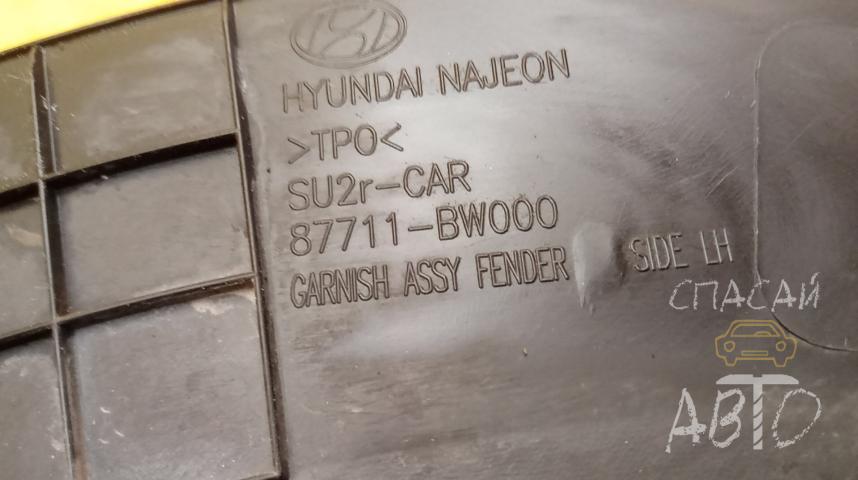 HYUNDAI NAJEON
>TPO<
SU2r-CAR
87711-BW000
GARNISH ASSY FENDER SIDE LH
СПАСАЙ
АВТО